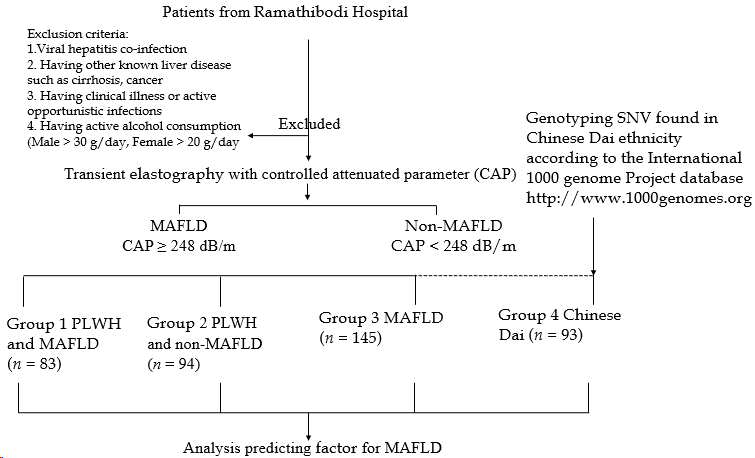 Patients from Ramathibodi Hospital
Exclusion criteria:
1.Viral hepatitis co-infection
2. Having other known liver disease
such as cirrhosis, cancer
3. Having clinical illness or active
opportunistic infections
4. Having active alcohol consumption
(Male > 30 g/day, Female > 20 g/day
Excluded
Genotyping SNV found in
Chinese Dai ethnicity
according to the International
1000 genome Project database
http://www.1000genomes.org
Transient elastography with controlled attenuated parameter (CAP)
MAFLD
CAP ≥ 248 dB/m
Non-MAFLD
CAP < 248 dB/m
Group 1 PLWH
and MAFLD
(n = 83)
Group 2 PLWH
and non-MAFLD
(n = 94)
Group 3 MAFLD
(n = 145)
Group 4 Chinese
Dai (n = 93)
Analysis predicting factor for MAFLD